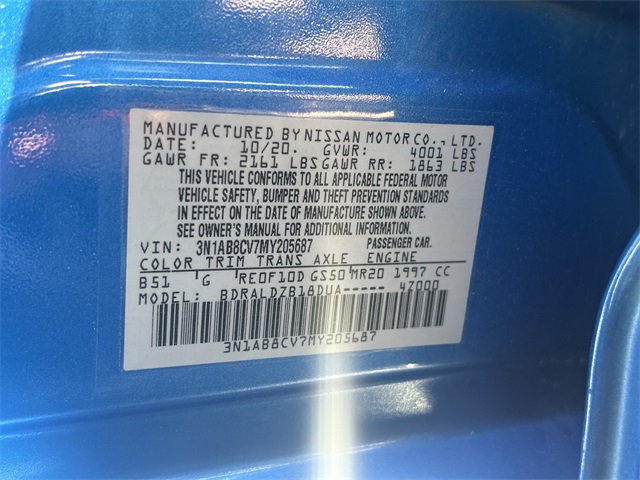 MANUFACTURED BY NISSAN MOTOR CO., LTD.
DATE: 10/20. GVWR: 4001 LBS
GAWR FR: 2161 LBS GAWR RR: 1863 LBS
THIS VEHICLE CONFORMS TO ALL APPLICABLE FEDERAL MOTOR
VEHICLE SAFETY, BUMPER AND THEFT PREVENTION STANDARDS
IN EFFECT ON THE DATE OF MANUFACTURE SHOWN ABOVE.
SEE OWNER'S MANUAL FOR ADDITIONAL INFORMATION.
VIN: 3N1AB8CV7MY205687 PASSENGER CAR.
COLOR TRIM TRANS AXLE ENGINE
B51 G RE0F10D GS50 MR20 1997 CC
MODEL: BDRALDZB18DUA----- 4Z000
3N1AB8CV7MY205687